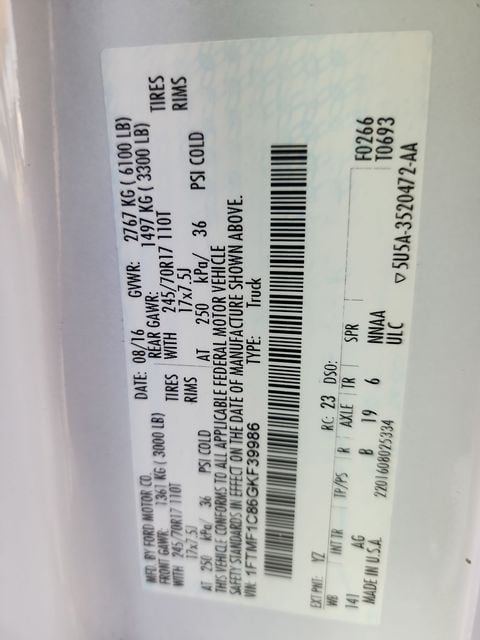 MFD. BY FORD MOTOR CO.
DATE: 08/16 GVWR: 2767 KG ( 6100 LB)
FRONT GAWR: 1361 KG ( 3000 LB) REAR GAWR: 1497 KG ( 3300 LB)
WITH 245/70R17 110T TIRES WITH 245/70R17 110T TIRES
17x7.5J RIMS 17x7.5J RIMS
AT 250 kPa/ 36 PSI COLD AT 250 kPa/ 36 PSI COLD
THIS VEHICLE CONFORMS TO ALL APPLICABLE FEDERAL MOTOR VEHICLE
SAFETY STANDARDS IN EFFECT ON THE DATE OF MANUFACTURE SHOWN ABOVE.
VIN: 1FTMF1C86GKF39986 TYPE: Truck
EXT PNT: YZ RC: 23 DSO: F0266
WB INT TR TP/PS R AXLE TR SPR T0693
141 AG B 19 6 NMAA
MADE IN U.S.A. 2201608025334 ULC ▽5U5A-3520472-AA